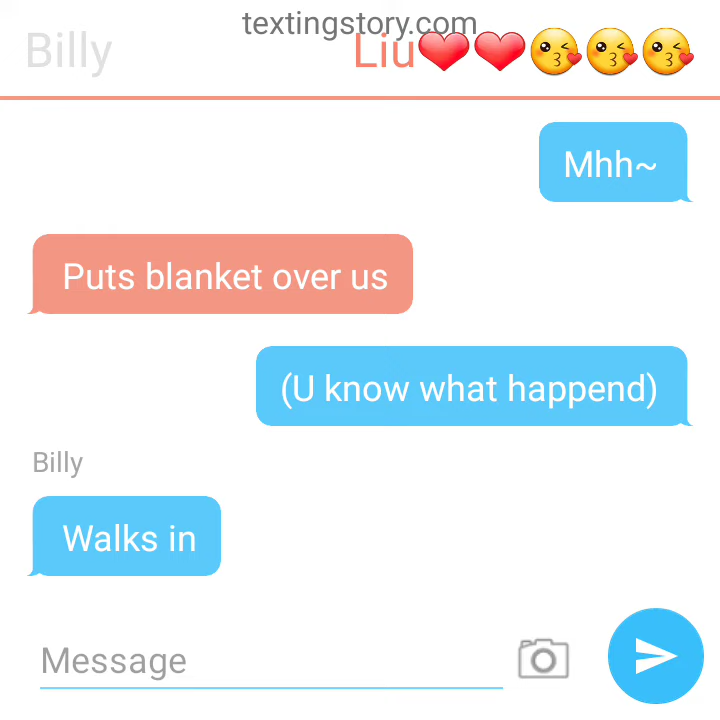 textingstory.com
Billy
Liu❤️❤️😘😘😘
Mhh~
Puts blanket over us
(U know what happend)
Billy
Walks in
Message